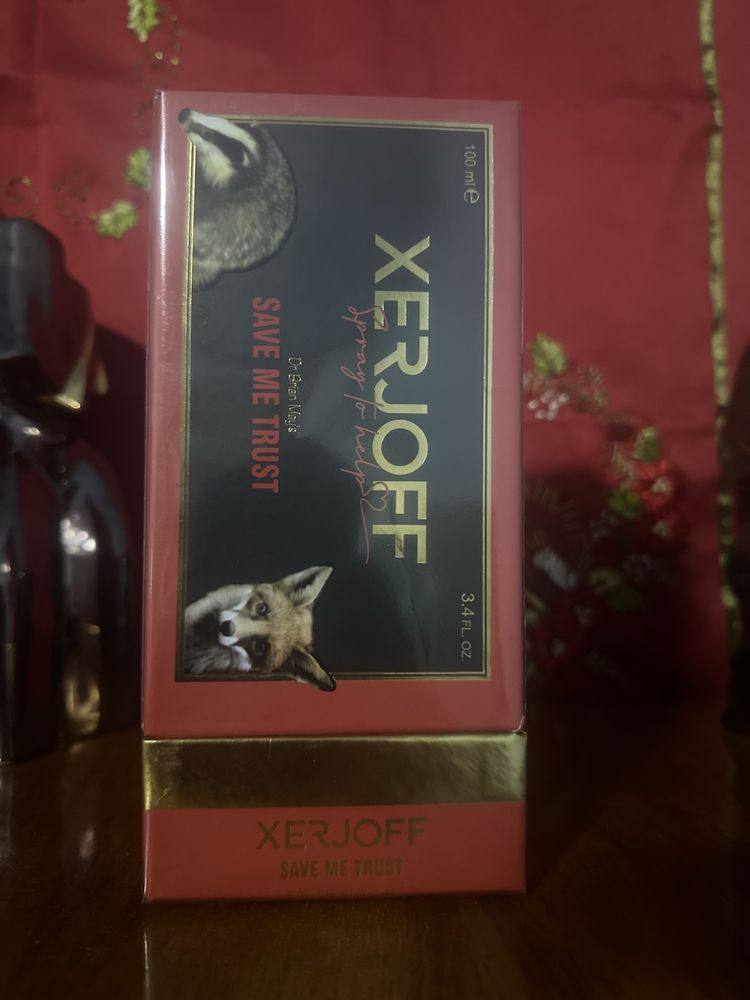 100 ml e
3.4 FL. OZ.
XERJOFF
Spray to help
Dr Brian May's
SAVE ME TRUST
XERJOFF
SAVE ME TRUST